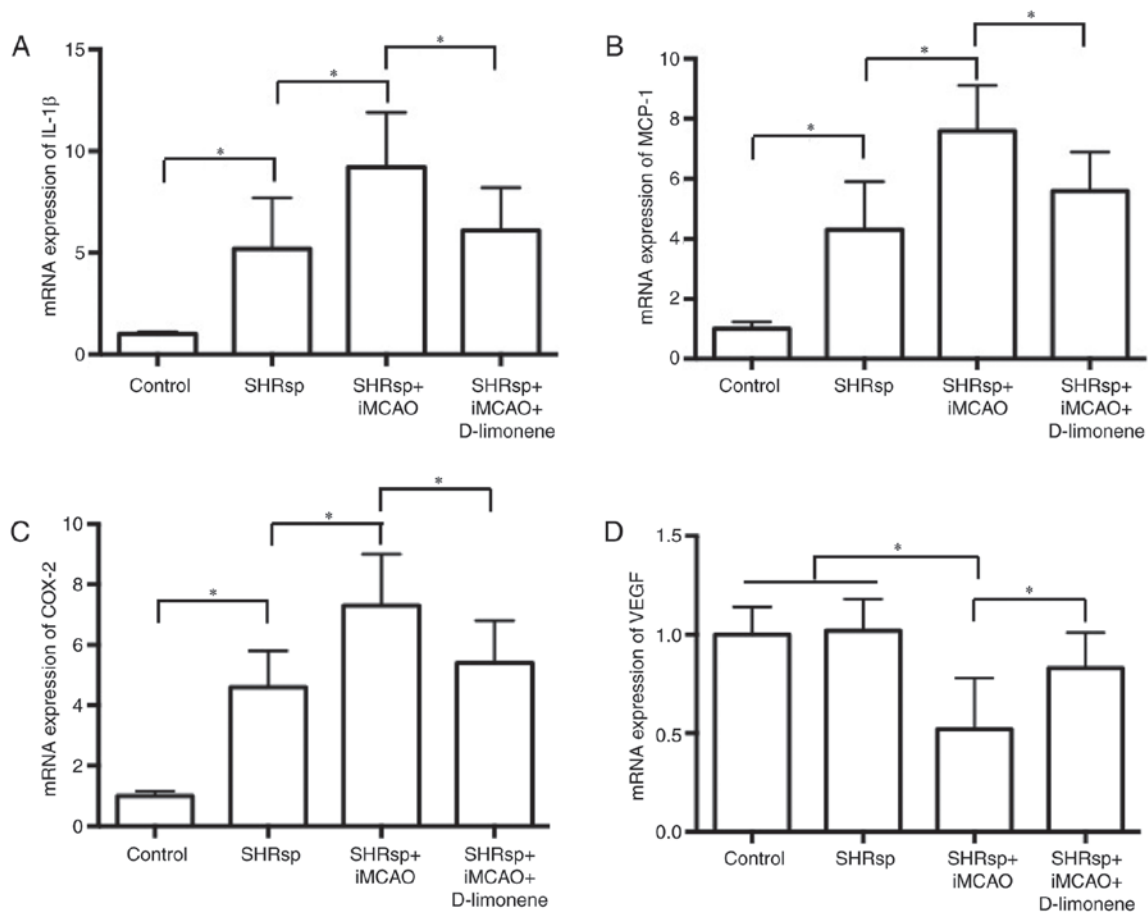 A
mRNA expression of IL-1β
15
10
5
0
*
*
*
Control
SHRsp
SHRsp+
iMCAO
SHRsp+
iMCAO+
D-limonene
B
mRNA expression of MCP-1
10
8
6
4
2
0
*
*
*
Control
SHRsp
SHRsp+
iMCAO
SHRsp+
iMCAO+
D-limonene
C
mRNA expression of COX-2
10
8
6
4
2
0
*
*
*
Control
SHRsp
SHRsp+
iMCAO
SHRsp+
iMCAO+
D-limonene
D
mRNA expression of VEGF
1.5
1.0
0.5
0.0
*
*
Control
SHRsp
SHRsp+
iMCAO
SHRsp+
iMCAO+
D-limonene